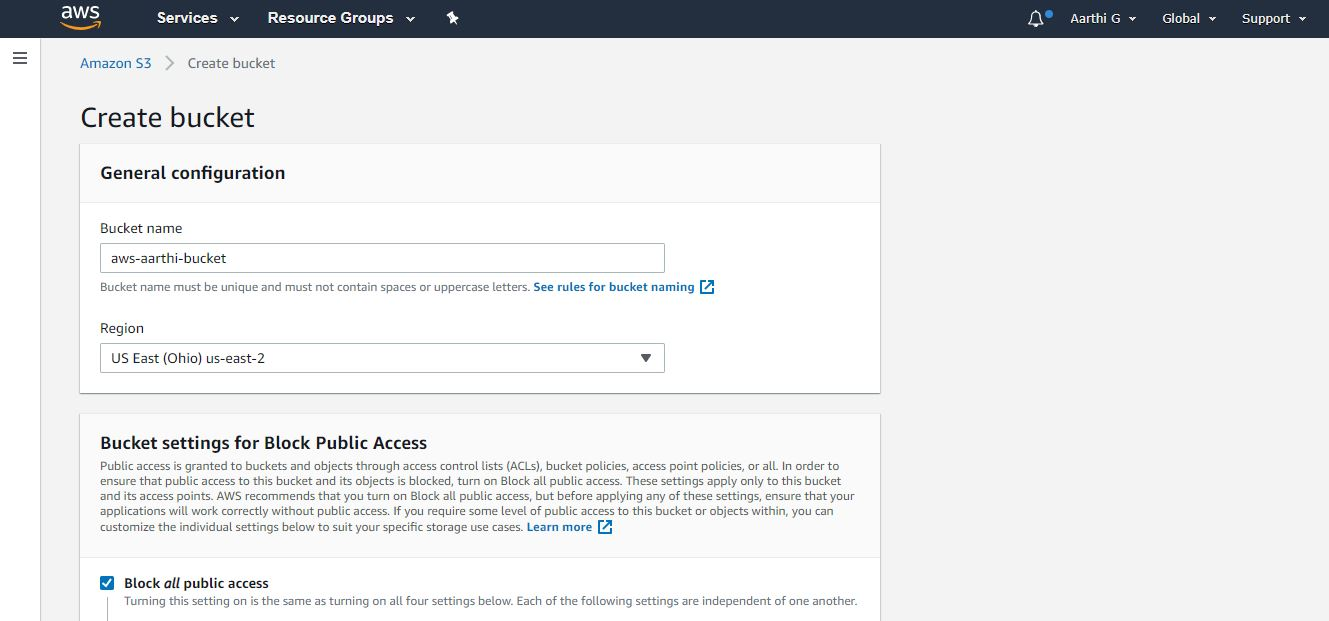 aws Services Resource Groups Aarthi G Global Support
Amazon S3 Create bucket
Create bucket
General configuration
Bucket name
aws-aarthi-bucket
Bucket name must be unique and must not contain spaces or uppercase letters. See rules for bucket naming
Region
US East (Ohio) us-east-2
Bucket settings for Block Public Access
Public access is granted to buckets and objects through access control lists (ACLs), bucket policies, access point policies, or all. In order to
ensure that public access to this bucket and its objects is blocked, turn on Block all public access. These settings apply only to this bucket
and its access points. AWS recommends that you turn on Block all public access, but before applying any of these settings, ensure that your
applications will work correctly without public access. If you require some level of public access to this bucket or objects within, you can
customize the individual settings below to suit your specific storage use cases. Learn more
Block all public access
Turning this setting on is the same as turning on all four settings below. Each of the following settings are independent of one another.